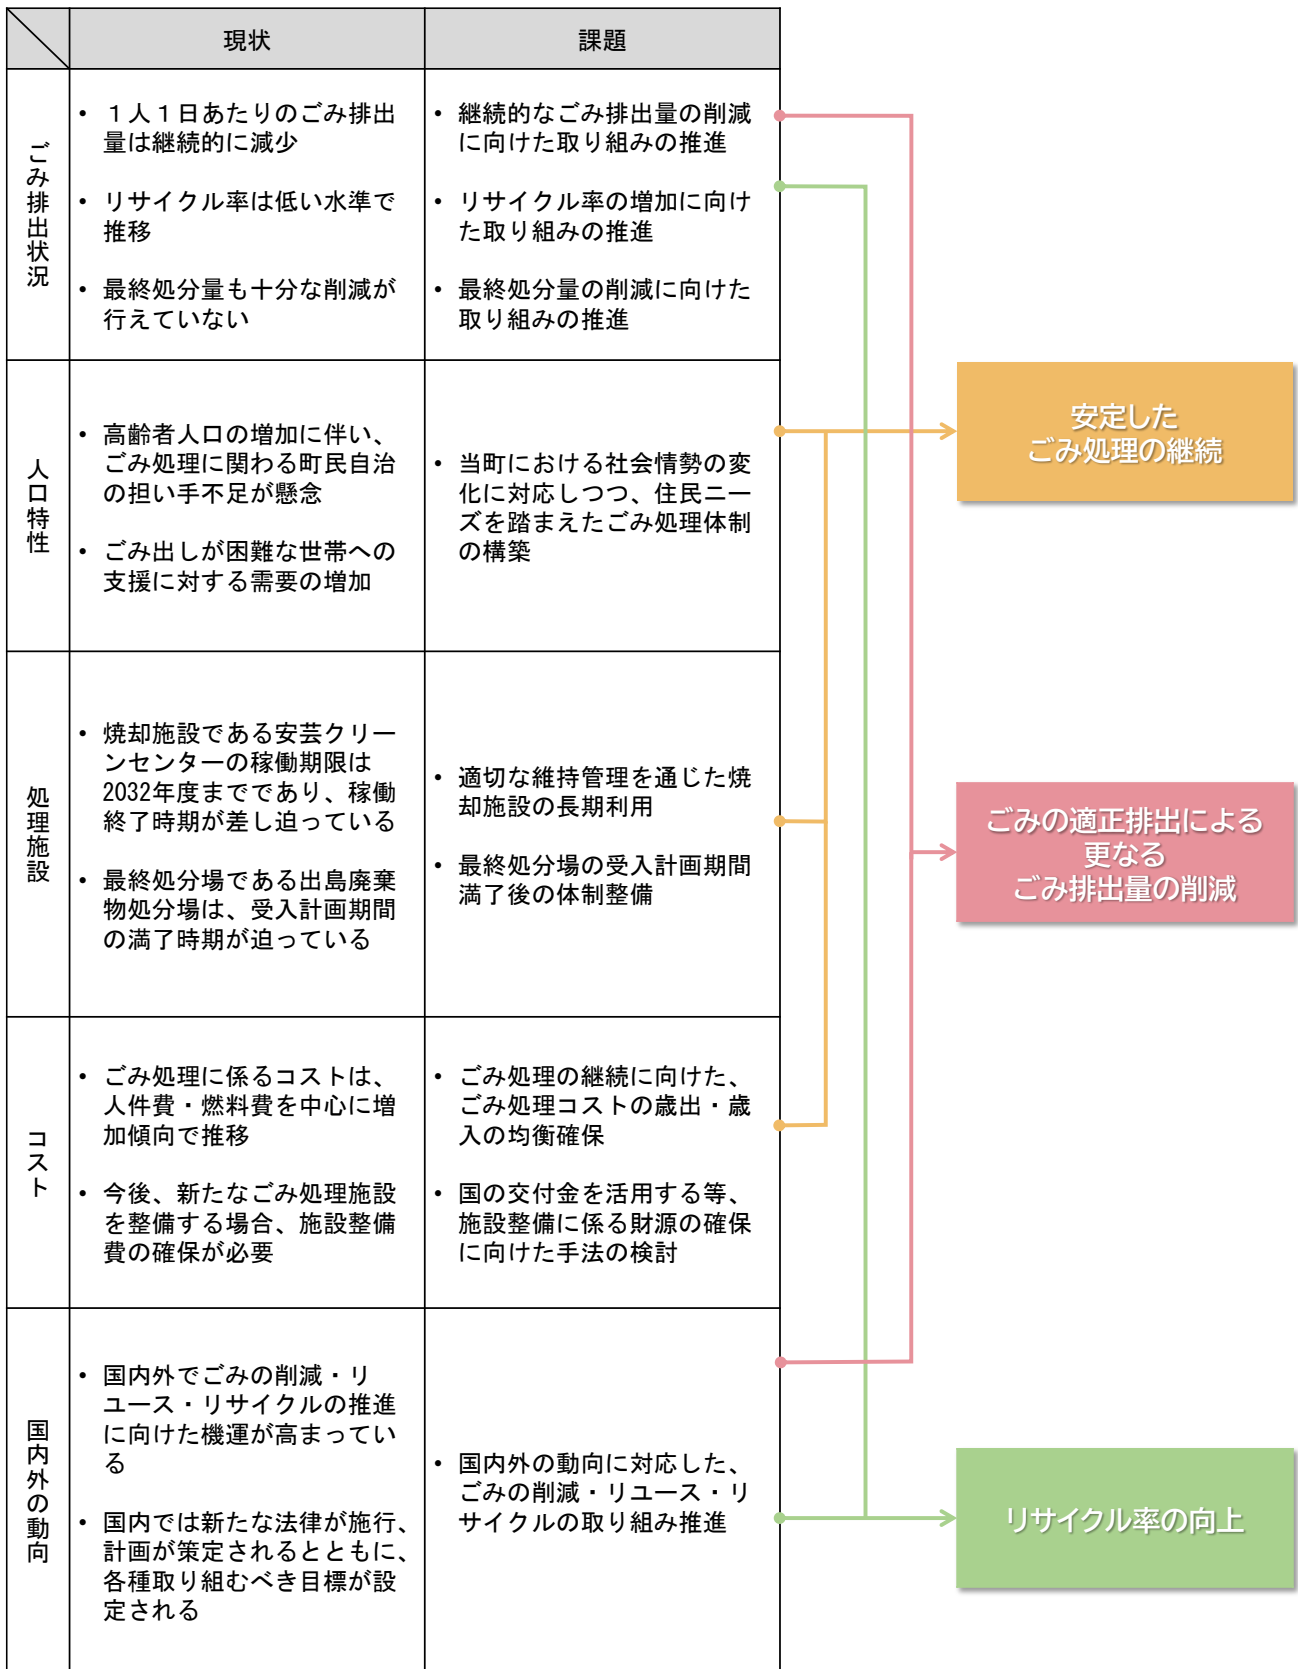 現状
課題
ごみ排出状況
• １人１日あたりのごみ排出
量は継続的に減少
• リサイクル率は低い水準で
推移
• 最終処分量も十分な削減が
行えていない
• 継続的なごみ排出量の削減
に向けた取り組みの推進
• リサイクル率の増加に向け
た取り組みの推進
• 最終処分量の削減に向けた
取り組みの推進
人口特性
• 高齢者人口の増加に伴い、
ごみ処理に関わる町民自治
の担い手不足が懸念
• ごみ出しが困難な世帯への
支援に対する需要の増加
• 当町における社会情勢の変
化に対応しつつ、住民ニー
ズを踏まえたごみ処理体制
の構築
処理施設
• 焼却施設である安芸クリー
ンセンターの稼働期限は
2032年度までであり、稼働
終了時期が差し迫っている
• 最終処分場である出島廃棄
物処分場は、受入計画期間
の満了時期が迫っている
• 適切な維持管理を通じた焼
却施設の長期利用
• 最終処分場の受入計画期間
満了後の体制整備
コスト
• ごみ処理に係るコストは、
人件費・燃料費を中心に増
加傾向で推移
• 今後、新たなごみ処理施設
を整備する場合、施設整備
費の確保が必要
• ごみ処理の継続に向けた、
ごみ処理コストの歳出・歳
入の均衡確保
• 国の交付金を活用する等、
施設整備に係る財源の確保
に向けた手法の検討
国内外の動向
• 国内外でごみの削減・リ
ユース・リサイクルの推進
に向けた機運が高まってい
る
• 国内では新たな法律が施行、
計画が策定されるとともに、
各種取り組むべき目標が設
定される
• 国内外の動向に対応した、
ごみの削減・リユース・リ
サイクルの取り組み推進
安定した
ごみ処理の継続
ごみの適正排出による
更なる
ごみ排出量の削減
リサイクル率の向上